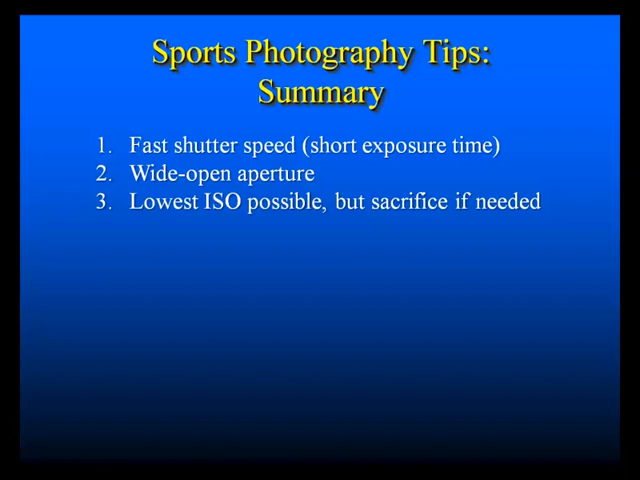 Sports Photography Tips:
Summary
1. Fast shutter speed (short exposure time)
2. Wide-open aperture
3. Lowest ISO possible, but sacrifice if needed